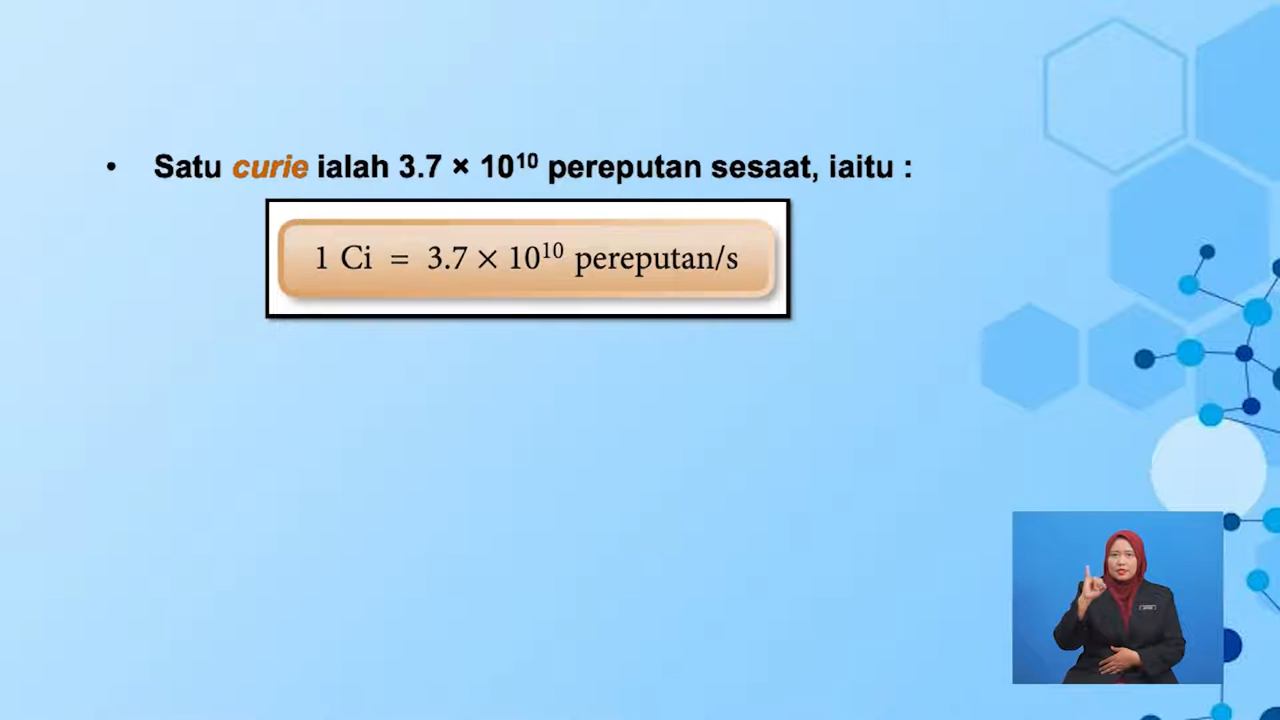 • Satu curie ialah 3.7 × 10¹⁰ pereputan sesaat, iaitu :
1 Ci = 3.7 × 10¹⁰ pereputan/s